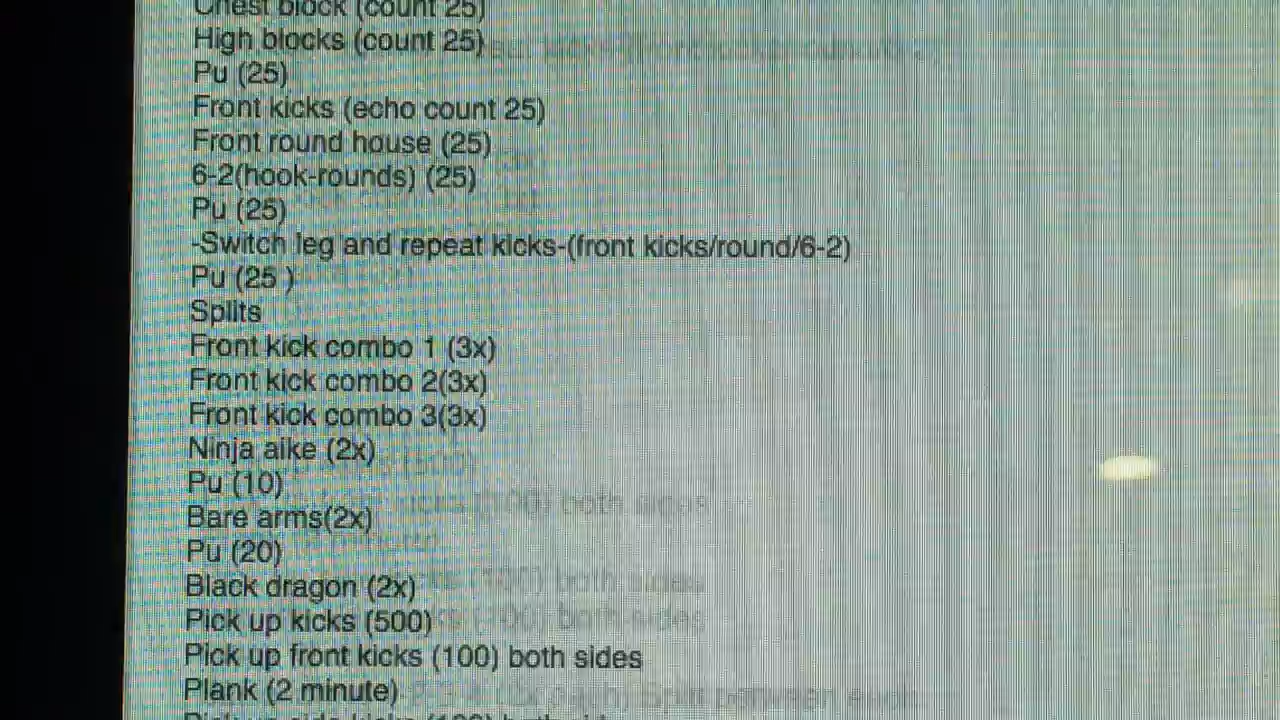 Chest block (count 25)
High blocks (count 25)
Pu (25)
Front kicks (echo count 25)
Front round house (25)
6-2(hook-rounds) (25)
Pu (25)
-Switch leg and repeat kicks-(front kicks/round/6-2)
Pu (25 )
Splits
Front kick combo 1 (3x)
Front kick combo 2(3x)
Front kick combo 3(3x)
Ninja aike (2x)
Pu (10)
Bare arms(2x)
Pu (20)
Black dragon (2x)
Pick up kicks (500)
Pick up front kicks (100) both sides
Plank (2 minute)